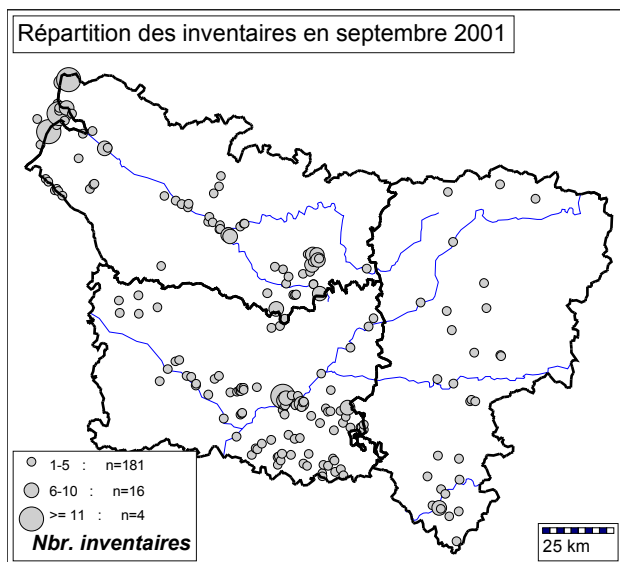 Répartition des inventaires en septembre 2001
1-5 : n=181
6-10 : n=16
>= 11 : n=4
Nbr. inventaires
25 km